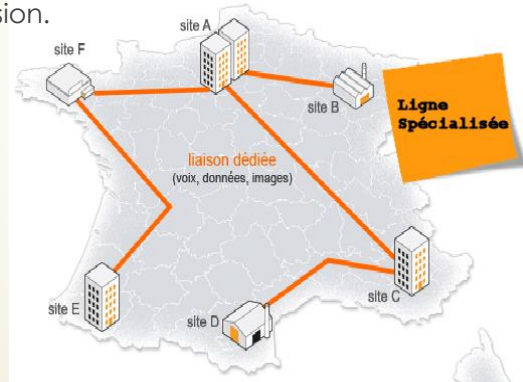 sion.
site A
site F
site B
Ligne
Spécialisée
liaison dédiée
(voix, données, images)
site C
site E
site D